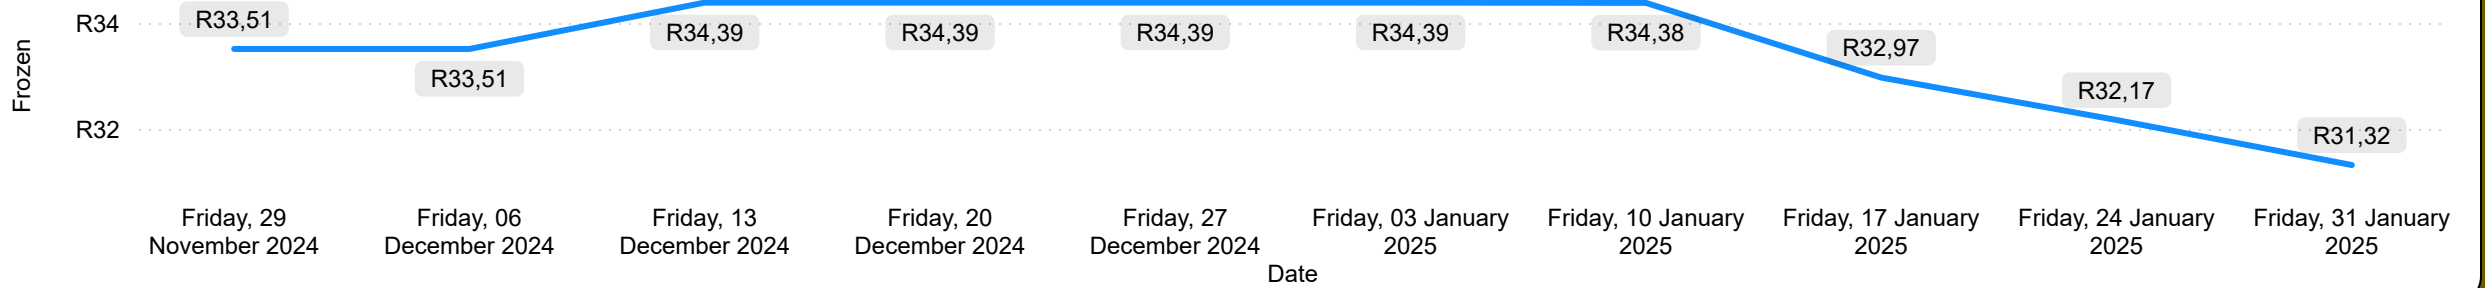 Frozen
R34
R32
R33,51
R33,51
R34,39
R34,39
R34,39
R34,39
R34,38
R32,97
R32,17
R31,32
Friday, 29
November 2024
Friday, 06
December 2024
Friday, 13
December 2024
Friday, 20
December 2024
Friday, 27
December 2024
Friday, 03 January
2025
Friday, 10 January
2025
Friday, 17 January
2025
Friday, 24 January
2025
Friday, 31 January
2025
Date